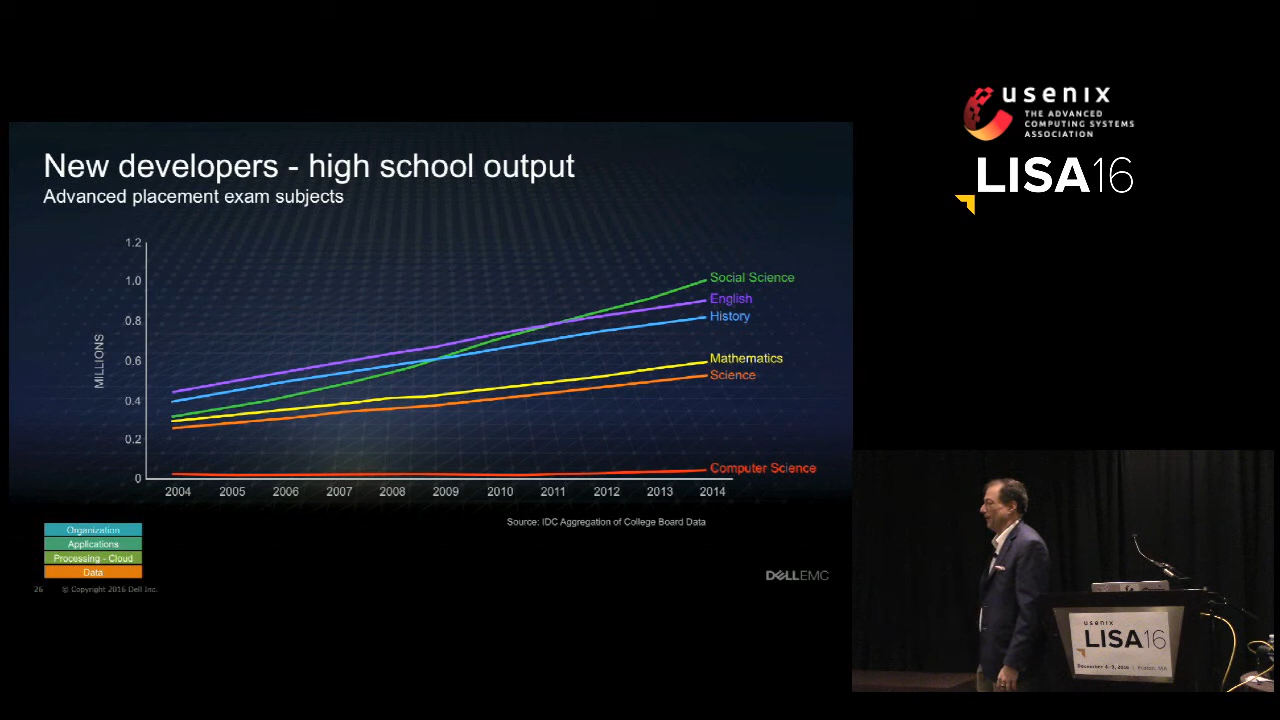 New developers - high school output
Advanced placement exam subjects
MILLIONS
1.2
1.0
0.8
0.6
0.4
0.2
0
Social Science
English
History
Mathematics
Science
Computer Science
2004 2005 2006 2007 2008 2009 2010 2011 2012 2013 2014
Source: IDC Aggregation of College Board Data
Organization
Applications
Processing - Cloud
Data
26 © Copyright 2016 Dell Inc.
DELLEMC
usenix
THE ADVANCED
COMPUTING SYSTEMS
ASSOCIATION
LISA16
usenix
LISA16